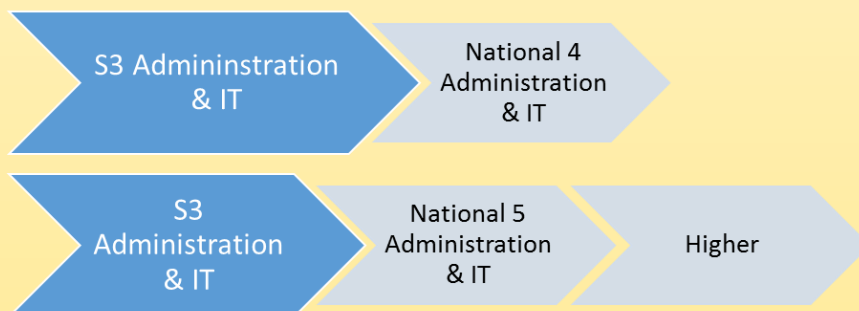 S3 Admininstration
& IT
National 4
Administration
& IT
S3
Administration
& IT
National 5
Administration
& IT
Higher